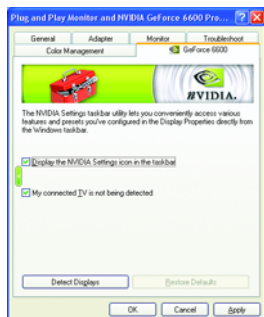 Plug and Play Monitor and NVIDIA GeForce 6600 Pro...
General Adapter Monitor Troubleshoot
Color Management GeForce 6600
NVIDIA.
The NVIDIA Settings taskbar utility lets you conveniently access various
features and presets you've configured in the Display Properties directly from
the Windows taskbar.
Display the NVIDIA Settings icon in the taskbar
My connected TV is not being detected
Detect Displays Restore Defaults
OK Cancel Apply